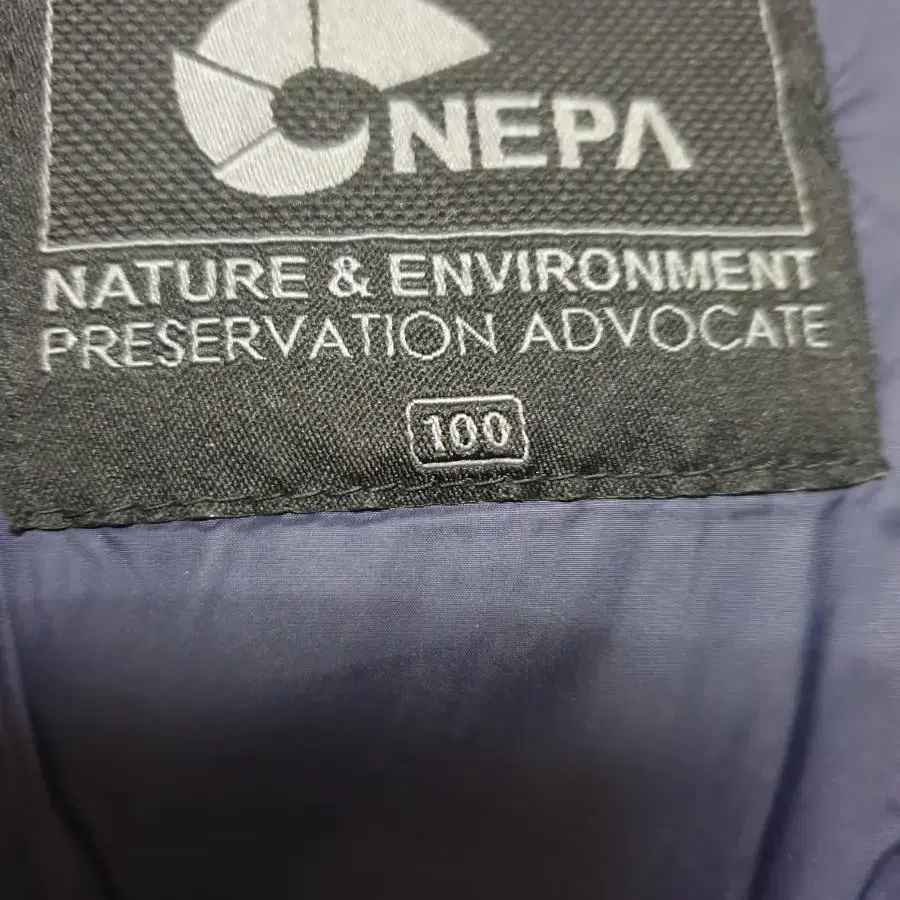 NEPA
NATURE & ENVIRONMENT
PRESERVATION ADVOCATE
100